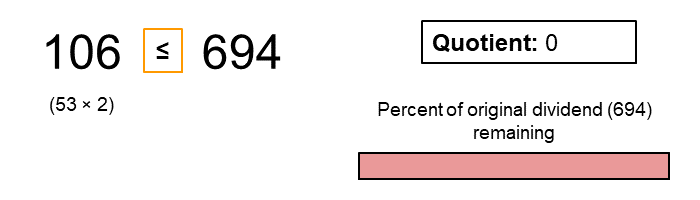 106 ≤ 694
(53 × 2)
Quotient: 0
Percent of original dividend (694)
remaining